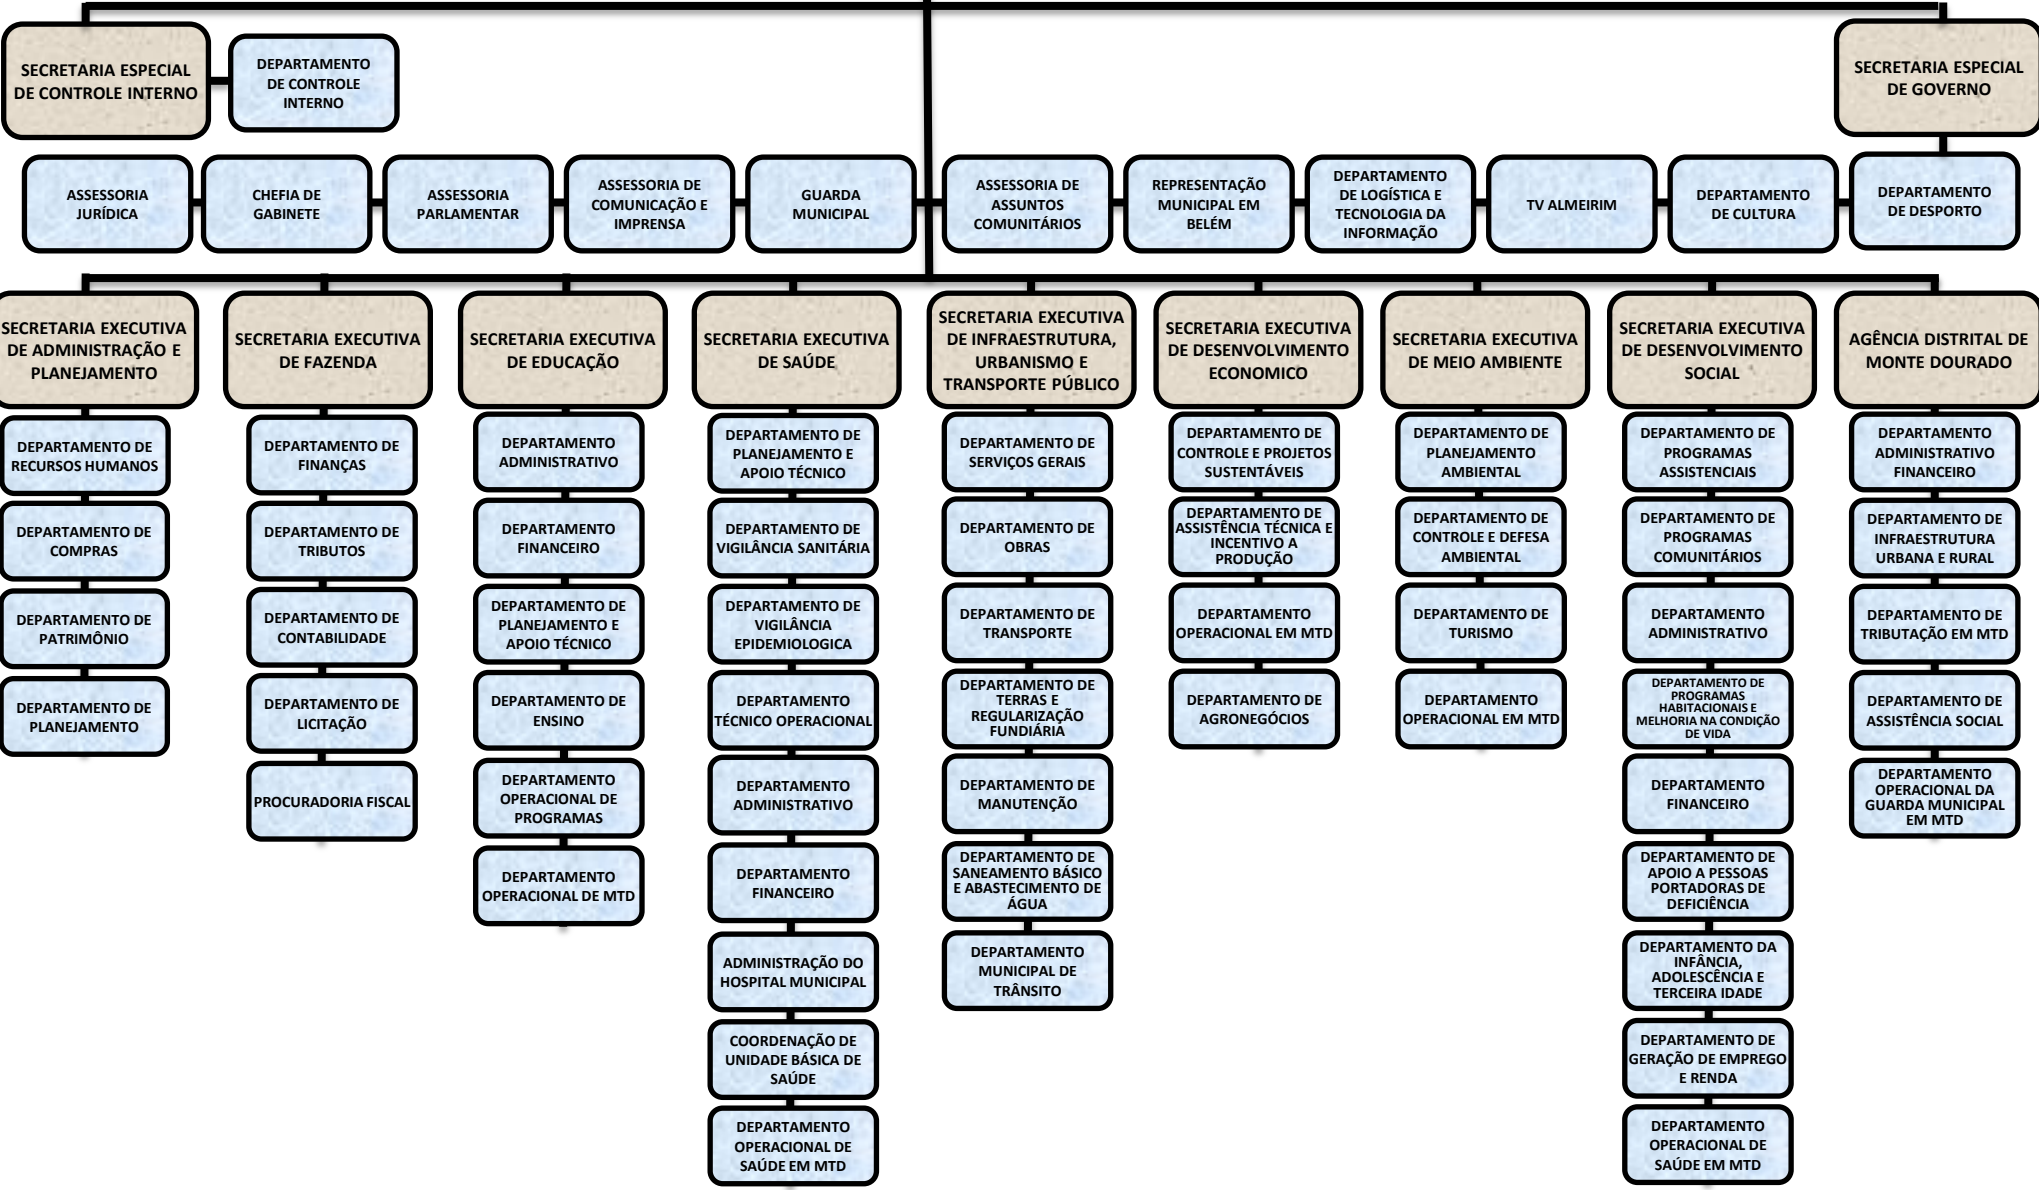 SECRETARIA ESPECIAL
DE CONTROLE INTERNO
DEPARTAMENTO
DE CONTROLE
INTERNO
SECRETARIA ESPECIAL
DE GOVERNO
ASSESSORIA
JURÍDICA
CHEFIA DE
GABINETE
ASSESSORIA
PARLAMENTAR
ASSESSORIA DE
COMUNICAÇÃO E
IMPRENSA
GUARDA
MUNICIPAL
ASSESSORIA DE
ASSUNTOS
COMUNITÁRIOS
REPRESENTAÇÃO
MUNICIPAL EM
BELÉM
DEPARTAMENTO
DE LOGÍSTICA E
TECNOLOGIA DA
INFORMAÇÃO
TV ALMEIRIM
DEPARTAMENTO
DE CULTURA
DEPARTAMENTO
DE DESPORTO
SECRETARIA EXECUTIVA
DE ADMINISTRAÇÃO E
PLANEJAMENTO
DEPARTAMENTO DE
RECURSOS HUMANOS
DEPARTAMENTO DE
COMPRAS
DEPARTAMENTO DE
PATRIMÔNIO
DEPARTAMENTO DE
PLANEJAMENTO
SECRETARIA EXECUTIVA
DE FAZENDA
DEPARTAMENTO DE
FINANÇAS
DEPARTAMENTO DE
TRIBUTOS
DEPARTAMENTO DE
CONTABILIDADE
DEPARTAMENTO DE
LICITAÇÃO
PROCURADORIA FISCAL
SECRETARIA EXECUTIVA
DE EDUCAÇÃO
DEPARTAMENTO
ADMINISTRATIVO
DEPARTAMENTO
FINANCEIRO
DEPARTAMENTO DE
PLANEJAMENTO E
APOIO TÉCNICO
DEPARTAMENTO DE
ENSINO
DEPARTAMENTO
OPERACIONAL DE
PROGRAMAS
DEPARTAMENTO
OPERACIONAL DE MTD
SECRETARIA EXECUTIVA
DE SAÚDE
DEPARTAMENTO DE
PLANEJAMENTO E
APOIO TÉCNICO
DEPARTAMENTO DE
VIGILÂNCIA SANITÁRIA
DEPARTAMENTO DE
VIGILÂNCIA
EPIDEMIOLOGICA
DEPARTAMENTO
TÉCNICO OPERACIONAL
DEPARTAMENTO
ADMINISTRATIVO
DEPARTAMENTO
FINANCEIRO
ADMINISTRAÇÃO DO
HOSPITAL MUNICIPAL
COORDENAÇÃO DE
UNIDADE BÁSICA DE
SAÚDE
DEPARTAMENTO
OPERACIONAL DE
SAÚDE EM MTD
SECRETARIA EXECUTIVA
DE INFRAESTRUTURA,
URBANISMO E
TRANSPORTE PÚBLICO
DEPARTAMENTO DE
SERVIÇOS GERAIS
DEPARTAMENTO DE
OBRAS
DEPARTAMENTO DE
TRANSPORTE
DEPARTAMENTO DE
TERRAS E
REGULARIZAÇÃO
FUNDIÁRIA
DEPARTAMENTO DE
MANUTENÇÃO
DEPARTAMENTO DE
SANEAMENTO BÁSICO
E ABASTECIMENTO DE
ÁGUA
DEPARTAMENTO
MUNICIPAL DE
TRÂNSITO
SECRETARIA EXECUTIVA
DE DESENVOLVIMENTO
ECONOMICO
DEPARTAMENTO DE
CONTROLE E PROJETOS
SUSTENTÁVEIS
DEPARTAMENTO DE
ASSISTÊNCIA TÉCNICA E
INCENTIVO A
PRODUÇÃO
DEPARTAMENTO
OPERACIONAL EM MTD
DEPARTAMENTO DE
AGRONEGÓCIOS
SECRETARIA EXECUTIVA
DE MEIO AMBIENTE
DEPARTAMENTO DE
PLANEJAMENTO
AMBIENTAL
DEPARTAMENTO DE
CONTROLE E DEFESA
AMBIENTAL
DEPARTAMENTO DE
TURISMO
DEPARTAMENTO
OPERACIONAL EM MTD
SECRETARIA EXECUTIVA
DE DESENVOLVIMENTO
SOCIAL
DEPARTAMENTO DE
PROGRAMAS
ASSISTENCIAIS
DEPARTAMENTO DE
PROGRAMAS
COMUNITÁRIOS
DEPARTAMENTO
ADMINISTRATIVO
DEPARTAMENTO DE
PROGRAMAS
HABITACIONAIS E
MELHORIA NA CONDIÇÃO
DE VIDA
DEPARTAMENTO
FINANCEIRO
DEPARTAMENTO DE
APOIO A PESSOAS
PORTADORAS DE
DEFICIÊNCIA
DEPARTAMENTO DA
INFÂNCIA,
ADOLESCÊNCIA E
TERCEIRA IDADE
DEPARTAMENTO DE
GERAÇÃO DE EMPREGO
E RENDA
DEPARTAMENTO
OPERACIONAL DE
SAÚDE EM MTD
AGÊNCIA DISTRITAL DE
MONTE DOURADO
DEPARTAMENTO
ADMINISTRATIVO
FINANCEIRO
DEPARTAMENTO DE
INFRAESTRUTURA
URBANA E RURAL
DEPARTAMENTO DE
TRIBUTAÇÃO EM MTD
DEPARTAMENTO DE
ASSISTÊNCIA SOCIAL
DEPARTAMENTO
OPERACIONAL DA
GUARDA MUNICIPAL
EM MTD